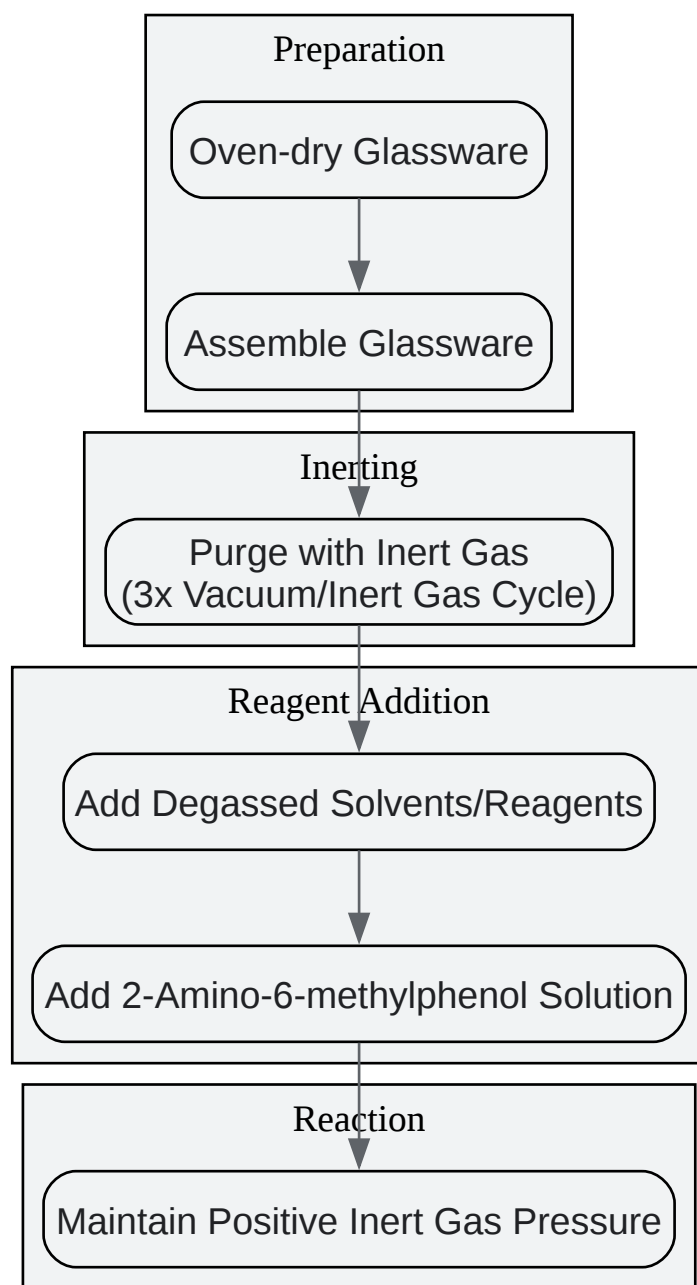 Preparation
Oven-dry Glassware
Assemble Glassware
Inerting
Purge with Inert Gas
(3x Vacuum/Inert Gas Cycle)
Reagent Addition
Add Degassed Solvents/Reagents
Add 2-Amino-6-methylphenol Solution
Reaction
Maintain Positive Inert Gas Pressure